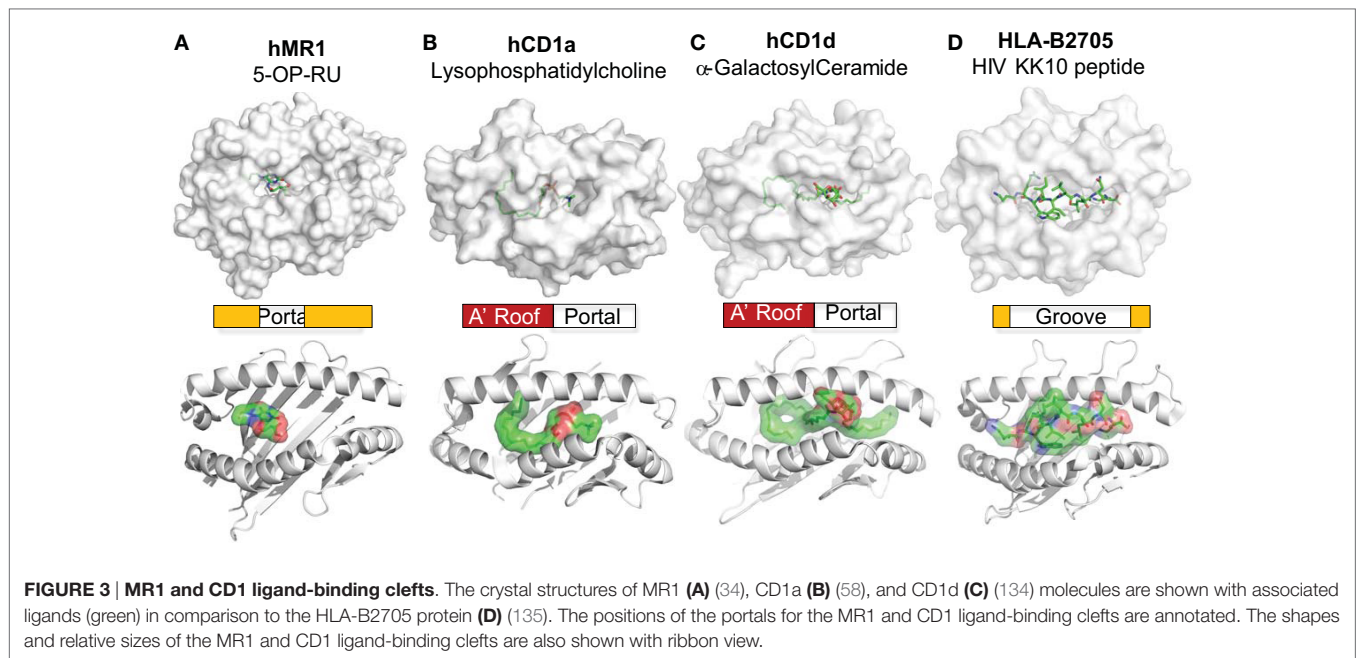 A
hMR1
5-OP-RU
B
hCD1a
Lysophosphatidylcholine
C
hCD1d
α-GalactosylCeramide
D
HLA-B2705
HIV KK10 peptide
Porta
A' Roof Portal
A' Roof Portal
Groove
FIGURE 3 | MR1 and CD1 ligand-binding clefts. The crystal structures of MR1 (A) (34), CD1a (B) (58), and CD1d (C) (134) molecules are shown with associated
ligands (green) in comparison to the HLA-B2705 protein (D) (135). The positions of the portals for the MR1 and CD1 ligand-binding clefts are annotated. The shapes
and relative sizes of the MR1 and CD1 ligand-binding clefts are also shown with ribbon view.